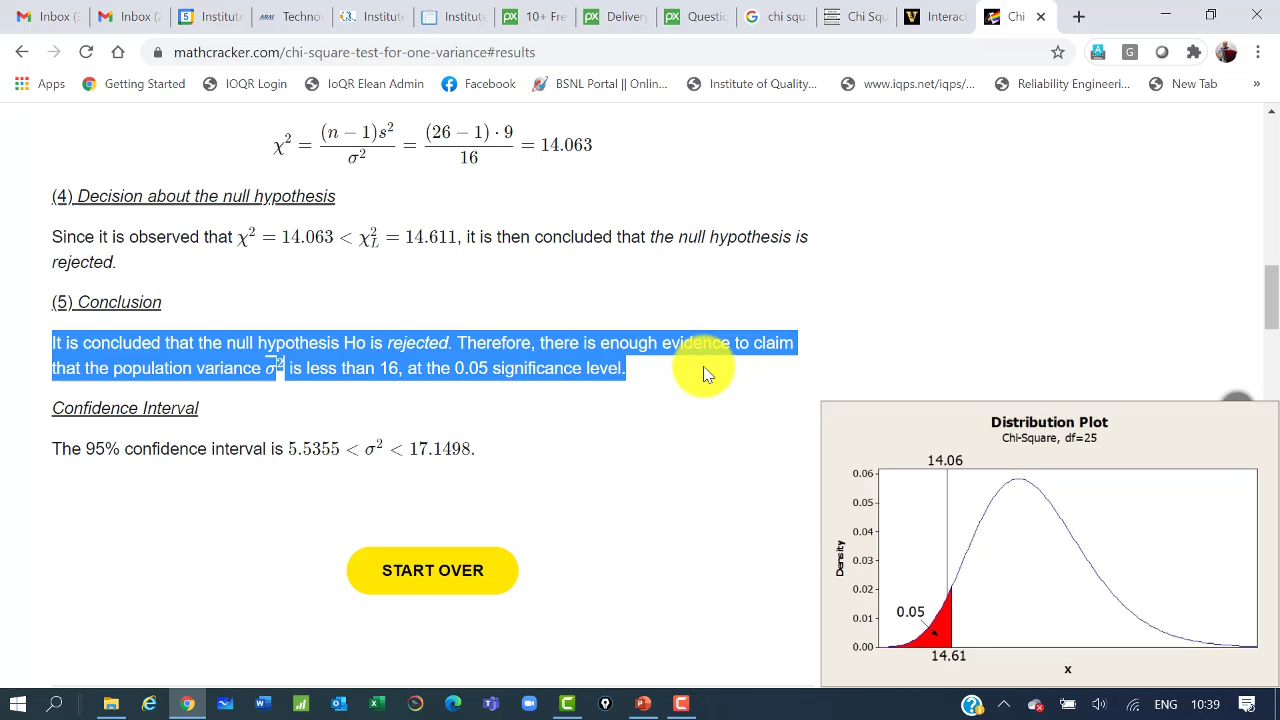 Inbox (
Inbox (2
Institute
Techno
Institu
Institu
10+ Fre
Delivery
Questi
chi squ
Chi Sq
Interac
Chi
mathcracker.com/chi-square-test-for-one-variance#results
Apps
Getting Started
IOQR Login
IoQR Elean Admin
Facebook
BSNL Portal || Onlin...
Institute of Quality...
www.iqps.net/iqps/...
Reliability Engineeri...
New Tab
»
χ² = (n − 1)s² / σ² = (26 − 1) · 9 / 16 = 14.063
(4) Decision about the null hypothesis
Since it is observed that χ² = 14.063 < χ²_L = 14.611, it is then concluded that the null hypothesis is
rejected.
(5) Conclusion
It is concluded that the null hypothesis Ho is rejected. Therefore, there is enough evidence to claim
that the population variance σ² is less than 16, at the 0.05 significance level.
Confidence Interval
The 95% confidence interval is 5.5355 < σ² < 17.1498.
START OVER
Distribution Plot
Chi-Square, df=25
14.06
0.06
0.05
0.04
0.03
0.02
0.01
0.00
Density
0.05
14.61
x
ENG
10:39